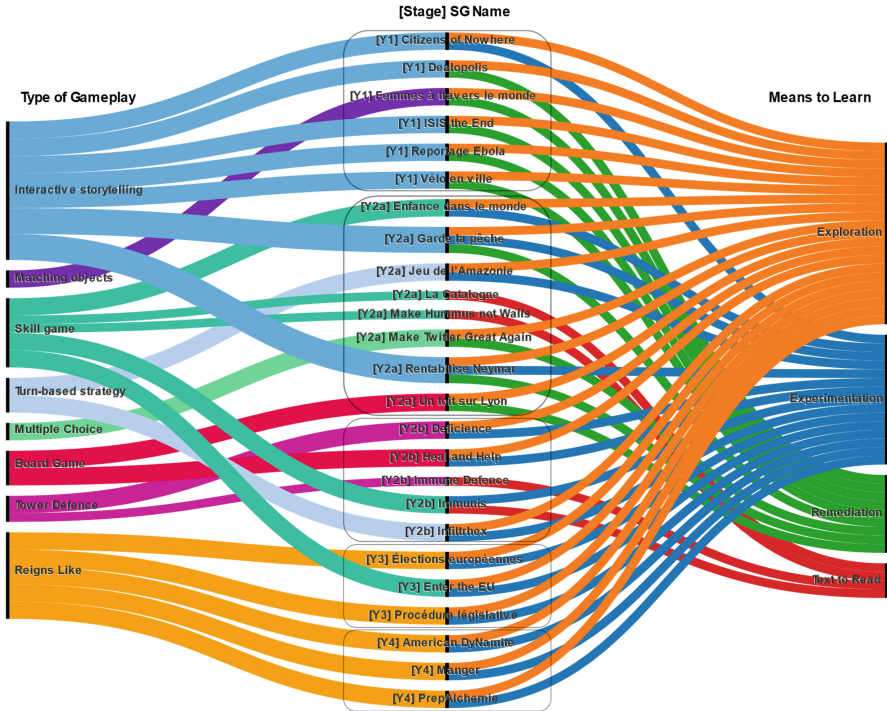 [Stage] SG Name
Type of Gameplay
Means to Learn
Interactive storytelling
Matching objects
Skill game
Turn-based strategy
Multiple Choice
Board Game
Tower Defence
Reigns Like
[Y1] Citizens of Nowhere
[Y1] Dealopolis
[Y1] Femmes à travers le monde
[Y1] ISIS the End
[Y1] Reportage Ebola
[Y1] Vélo en ville
[Y2a] Enfance dans le monde
[Y2a] Garde la pêche
[Y2a] Jeu de l'Amazonie
[Y2a] La Catalogne
[Y2a] Make Hummus not Walls
[Y2a] Make Twitter Great Again
[Y2a] Rentabilise Neymar
[Y2a] Un toit sur Lyon
[Y2b] Deficience
[Y2b] Heal and Help
[Y2b] Immune Defence
[Y2b] Immunis
[Y2b] Infiltrhex
[Y3] Élections européennes
[Y3] Enter the EU
[Y3] Procédure législative
[Y4] American DyNamite
[Y4] Manger
[Y4] PrepAlchemie
Exploration
Experimentation
Remediation
Text to Read